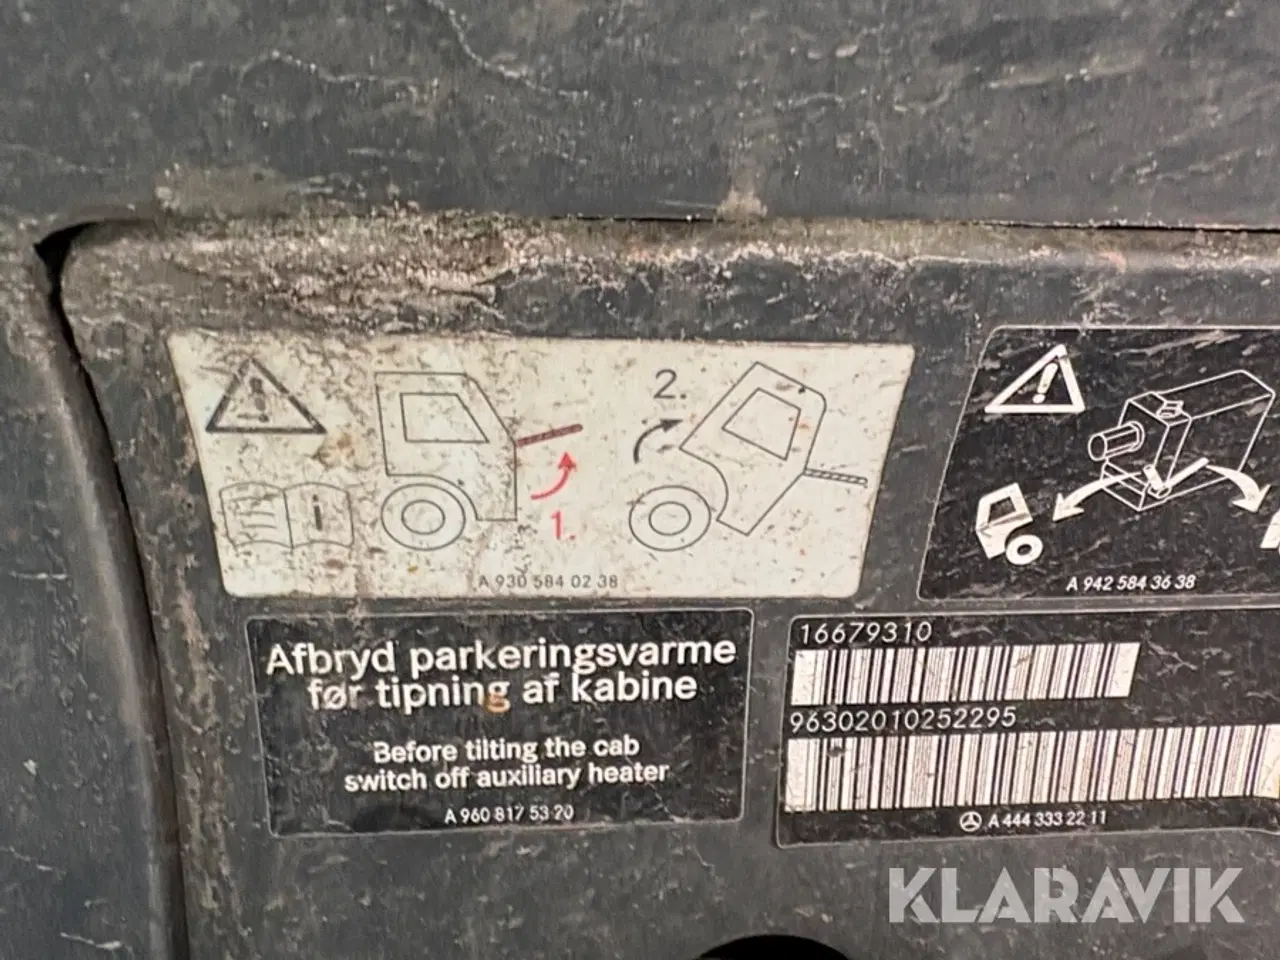 2.
1.
A 930 584 02 38
A 942 584 36 38
Afbryd parkeringsvarme
før tipning af kabine
Before tilting the cab
switch off auxiliary heater
A 960 817 53 20
16679310
96302010252295
A 444 333 22 11
KLARAVIK